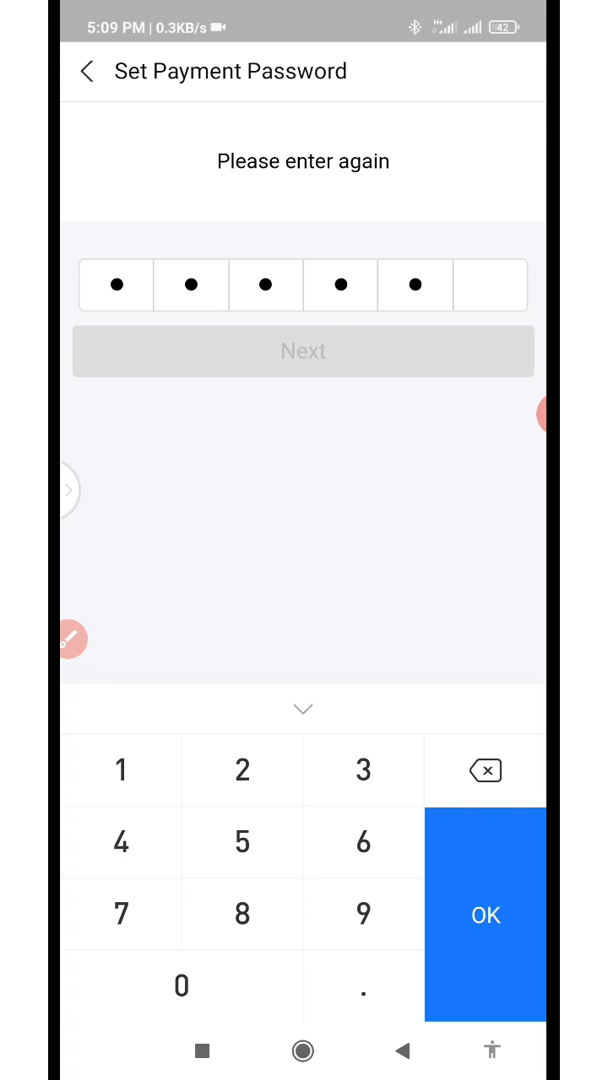 5:09 PM | 0.3KB/s
H+
42
Set Payment Password
Please enter again
Next
1 2 3
4 5 6
7 8 9
OK
0 .